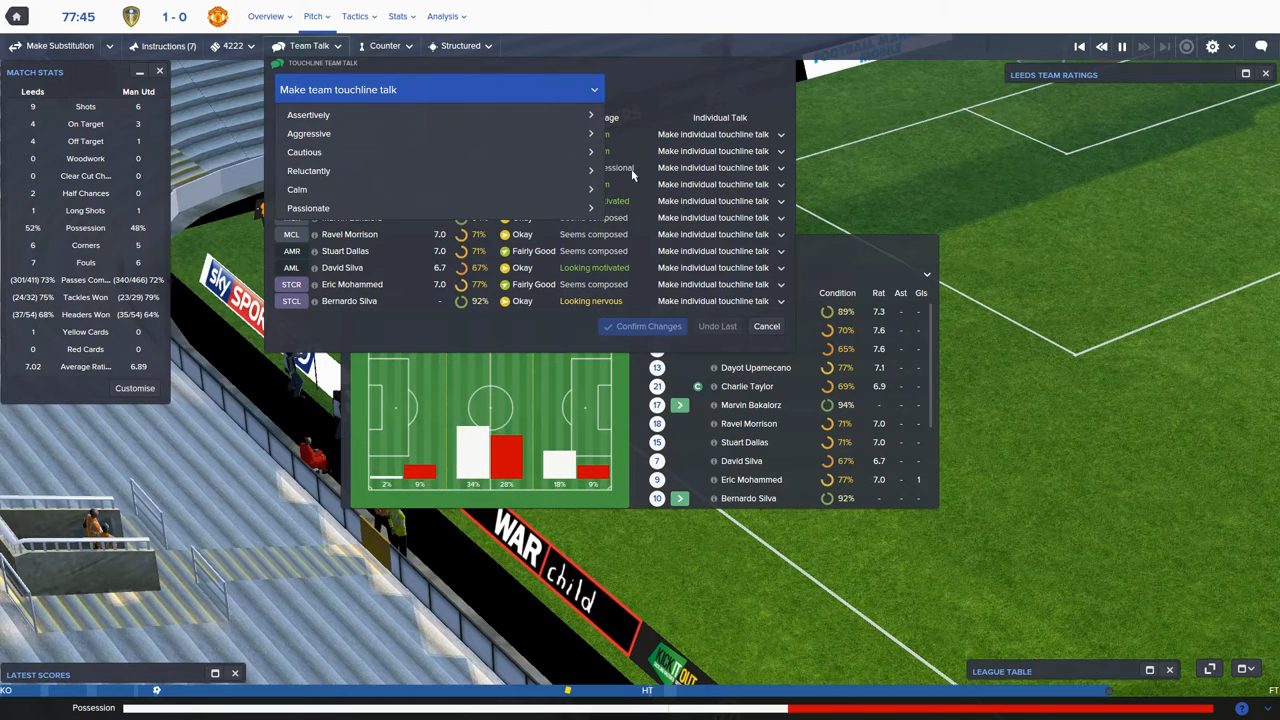 77:45 1 - 0 Overview Pitch Tactics Stats Analysis
Make Substitution Instructions (7) 4222 Team Talk Counter Structured
MATCH STATS
Leeds Man Utd
9 Shots 6
4 On Target 3
4 Off Target 1
0 Woodwork 0
0 Clear Cut Ch... 0
2 Half Chances 0
1 Long Shots 1
52% Possession 48%
6 Corners 5
7 Fouls 6
(301/411) 73% Passes Com... (340/466) 72%
(24/32) 75% Tackles Won (23/29) 79%
(37/54) 68% Headers Won (35/54) 64%
1 Yellow Cards 0
0 Red Cards 0
7.02 Average Rati... 6.89
Customise
TOUCHLINE TEAM TALK
Make team touchline talk
Assertively
Aggressive
Cautious
Reluctantly
Calm
Passionate
Individual Talk
Make individual touchline talk
Make individual touchline talk
essional Make individual touchline talk
Make individual touchline talk
Make individual touchline talk
Make individual touchline talk
MCL Ravel Morrison 7.0 71% Okay Seems composed Make individual touchline talk
AMR Stuart Dallas 7.0 71% Fairly Good Seems composed Make individual touchline talk
AML David Silva 6.7 67% Okay Looking motivated Make individual touchline talk
STCR Eric Mohammed 7.0 77% Fairly Good Seems composed Make individual touchline talk
STCL Bernardo Silva - 92% Okay Looking nervous Make individual touchline talk
Confirm Changes Undo Last Cancel
Condition Rat Ast Gls
89% 7.3 - -
70% 7.6 - -
65% 7.6 - -
13 Dayot Upamecano 77% 7.1 - -
21 C Charlie Taylor 69% 6.9 - -
17 Marvin Bakalorz 94% - - -
18 Ravel Morrison 71% 7.0 - -
15 Stuart Dallas 71% 7.0 - -
7 David Silva 67% 6.7 - -
9 Eric Mohammed 77% 7.0 - 1
10 Bernardo Silva 92% - - -
2% 9% 34% 28% 18% 9%
LEEDS TEAM RATINGS
FOOTBALL MANAGER
MOBILE
sky SPOR
WAR child
KICK IT OUT
LATEST SCORES
LEAGUE TABLE
KO HT FT
Possession